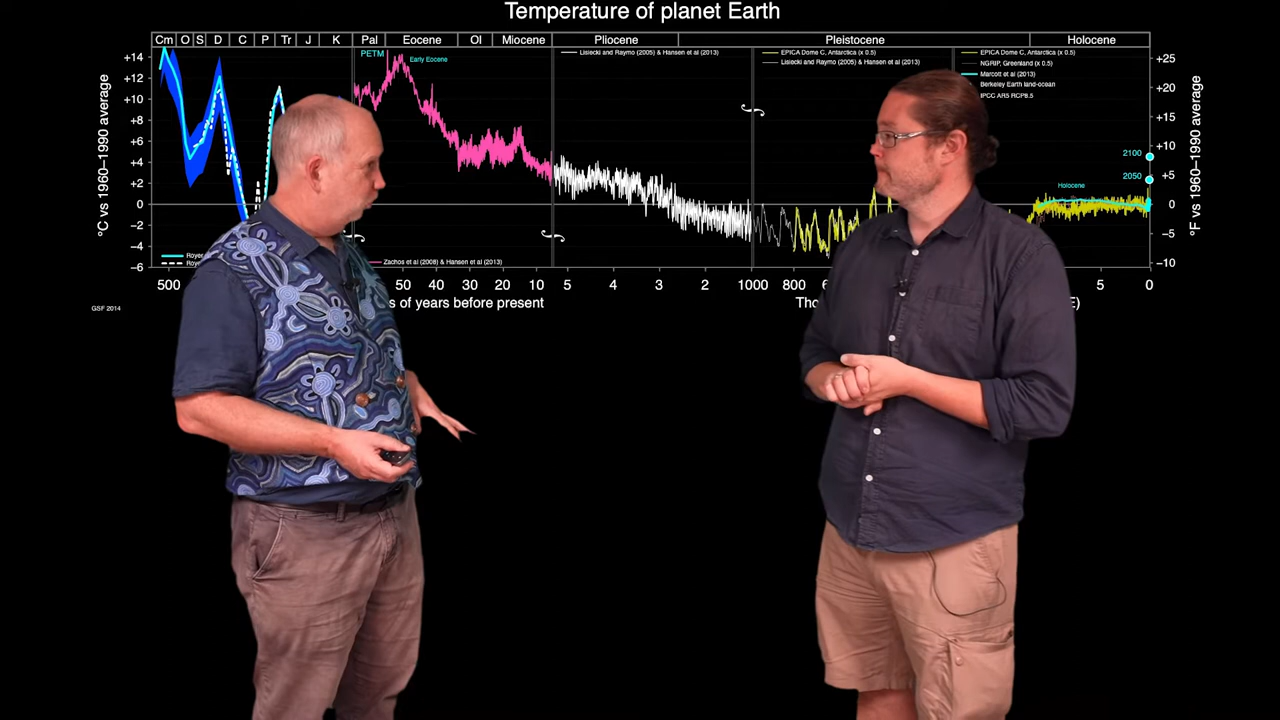 Temperature of planet Earth
Cm O S D C P Tr J K Pal Eocene Ol Miocene Pliocene Pleistocene Holocene
PETM
Early Eocene
Lisiecki and Raymo (2005) & Hansen et al (2013)
EPICA Dome C, Antarctica (x 0.5)
Lisiecki and Raymo (2005) & Hansen et al (2013)
EPICA Dome C, Antarctica (x 0.5)
NGRIP, Greenland (x 0.5)
Marcott et al (2013)
Berkeley Earth land-ocean
IPCC AR5 RCP8.5
°C vs 1960–1990 average
+14
+12
+10
+8
+6
+4
+2
0
−2
−4
−6
+25
+20
+15
+10
+5
0
−5
−10
°F vs 1960–1990 average
2100
2050
Holocene
Royer
Roye
Zachos et al (2008) & Hansen et al (2013)
500 60 50 40 30 20 10 5 4 3 2 1000 800 6 5 0
s of years before present
Tho
E)
GSF 2014